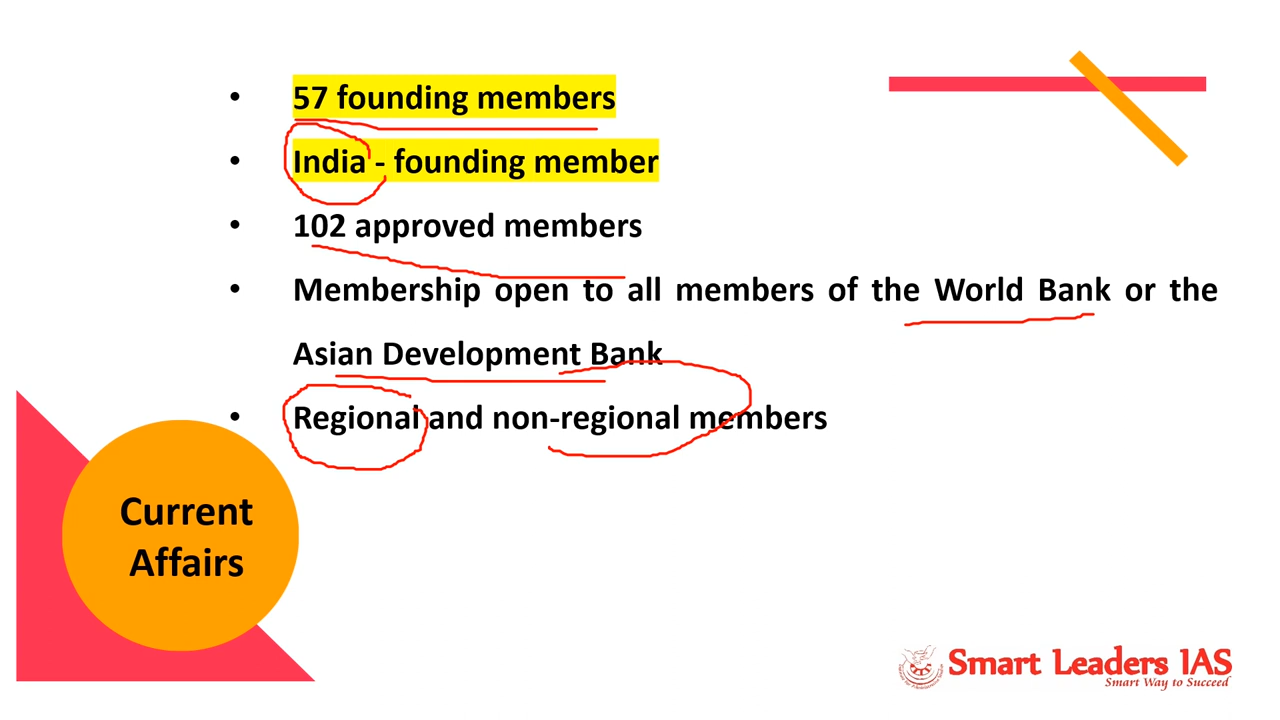 • 57 founding members
• India - founding member
• 102 approved members
• Membership open to all members of the World Bank or the
Asian Development Bank
• Regional and non-regional members
Current
Affairs
Smart Leaders IAS
Smart Way to Succeed